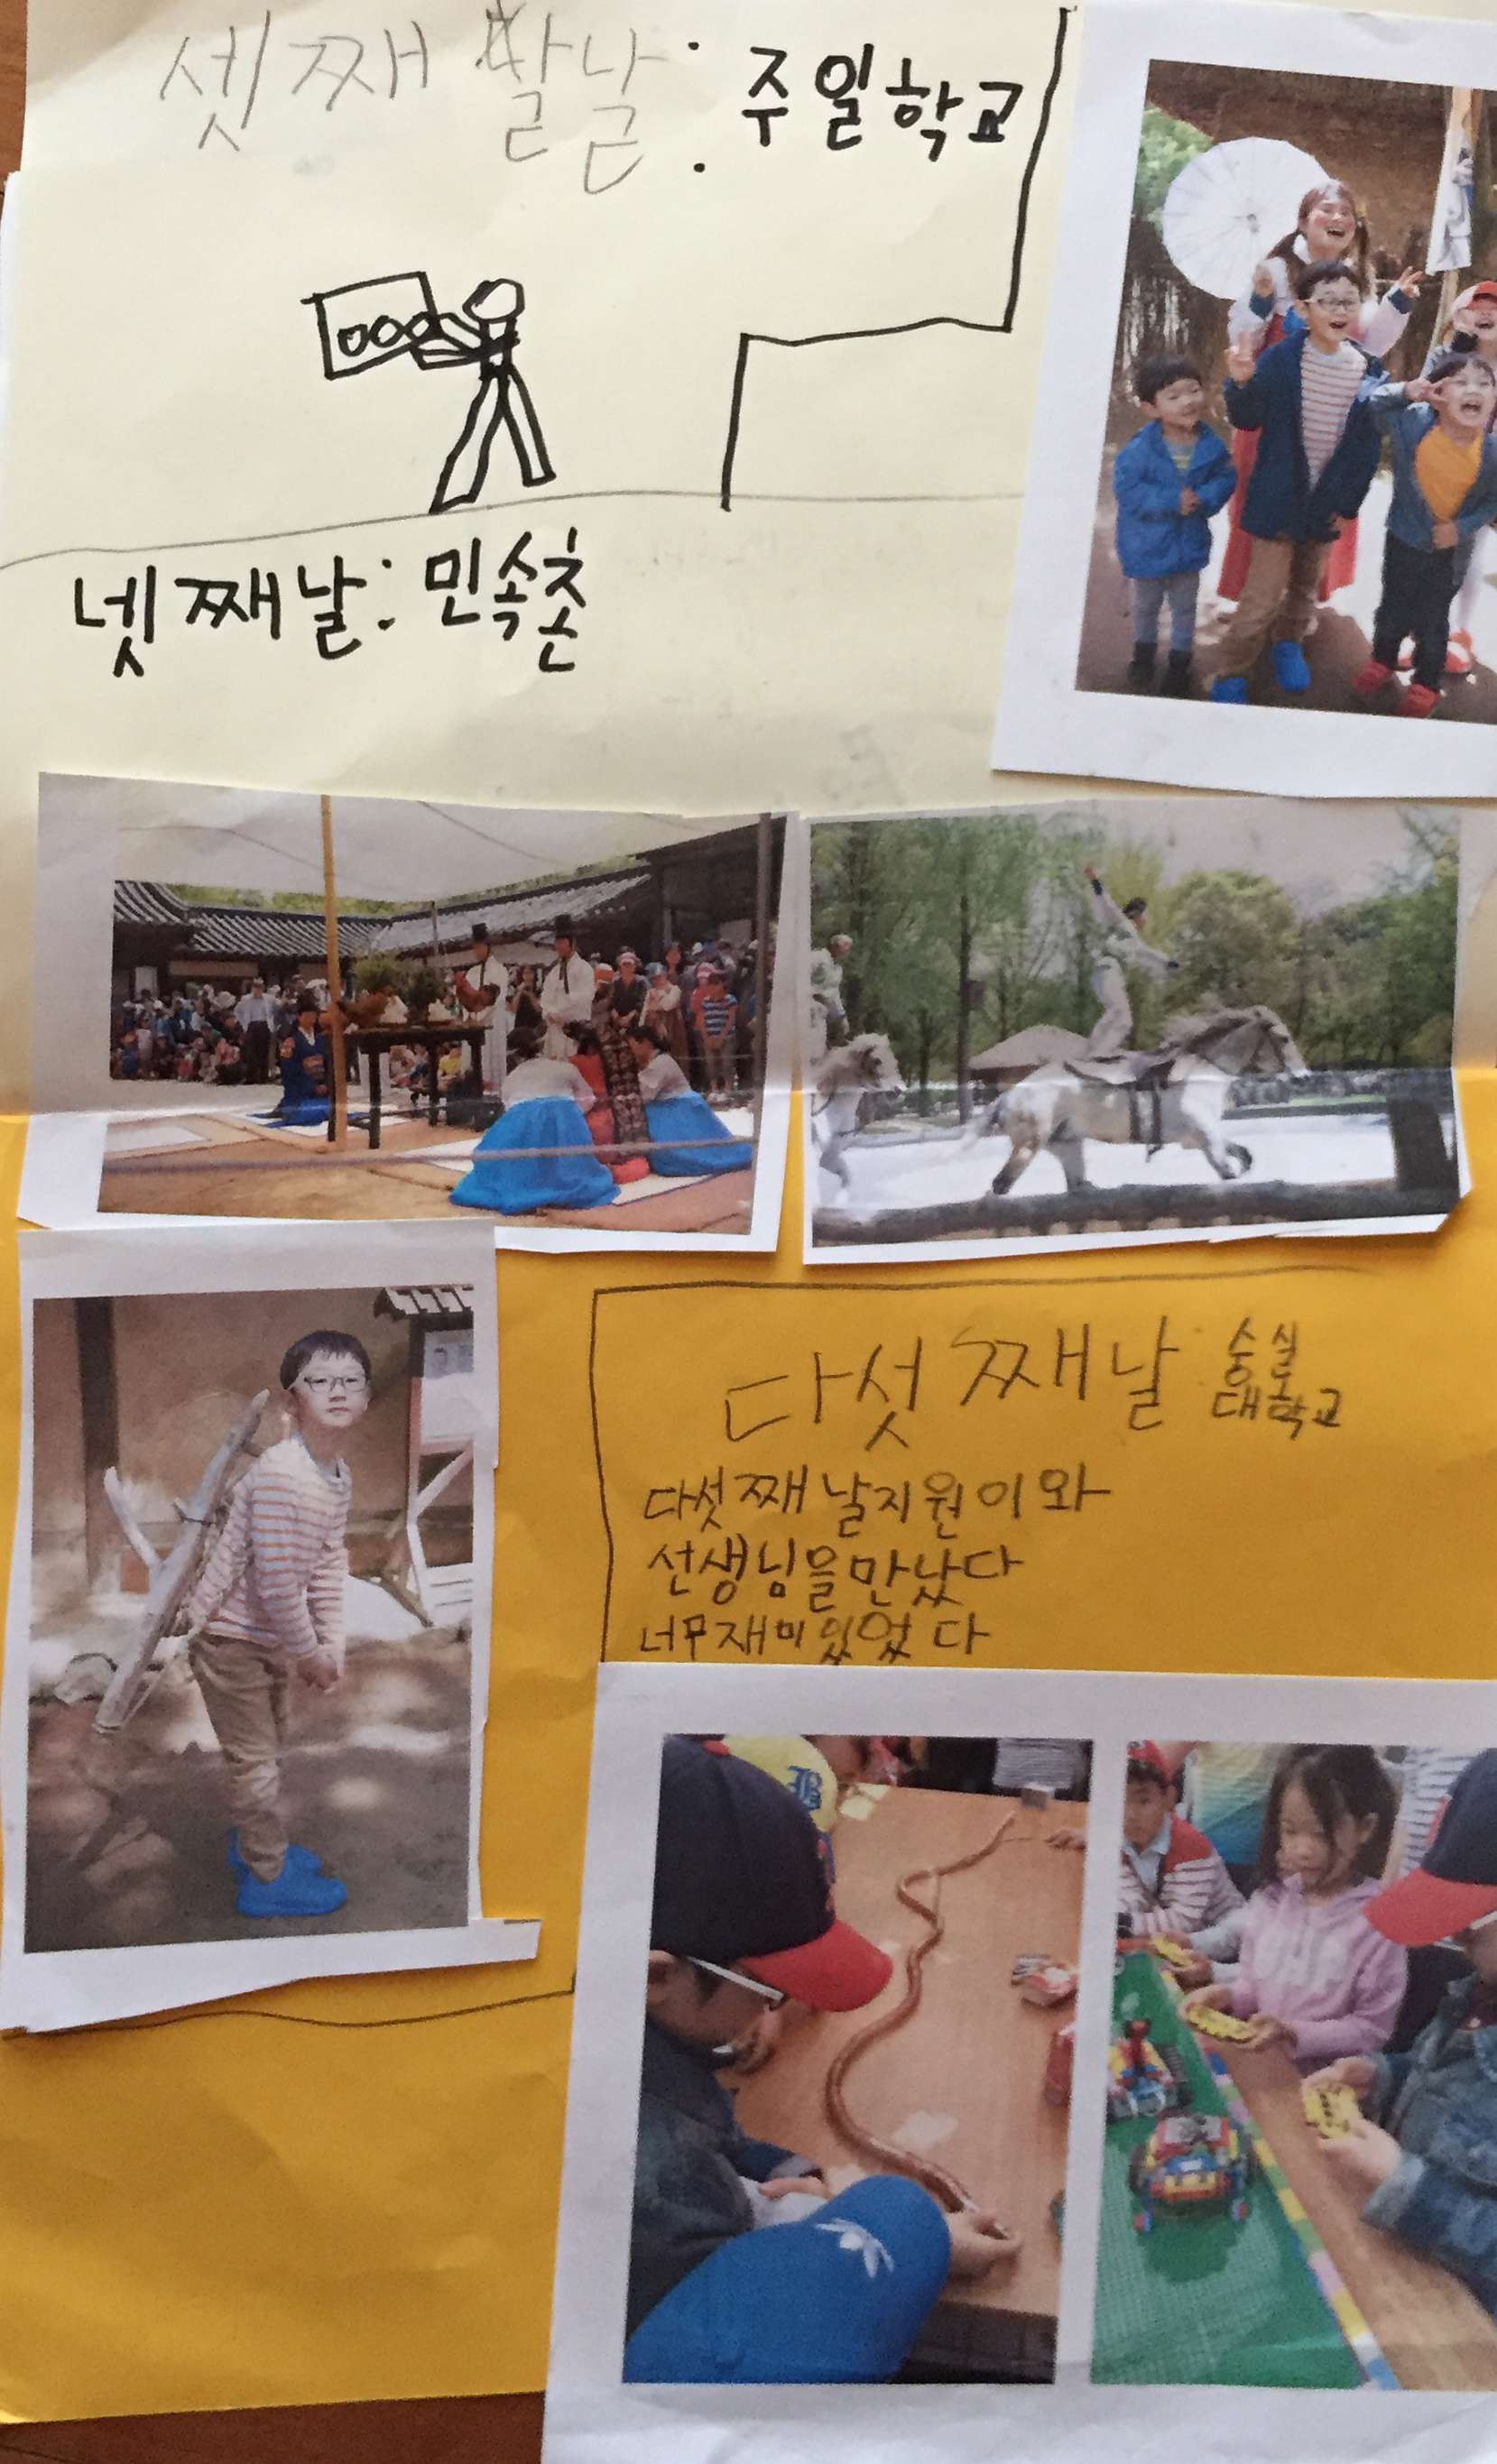 셋째 날: 주일학교
넷째날: 민속촌
다섯째날 숭실
대학교
다섯째 날지원이와
선생님을만났다
너무재미있었다
B